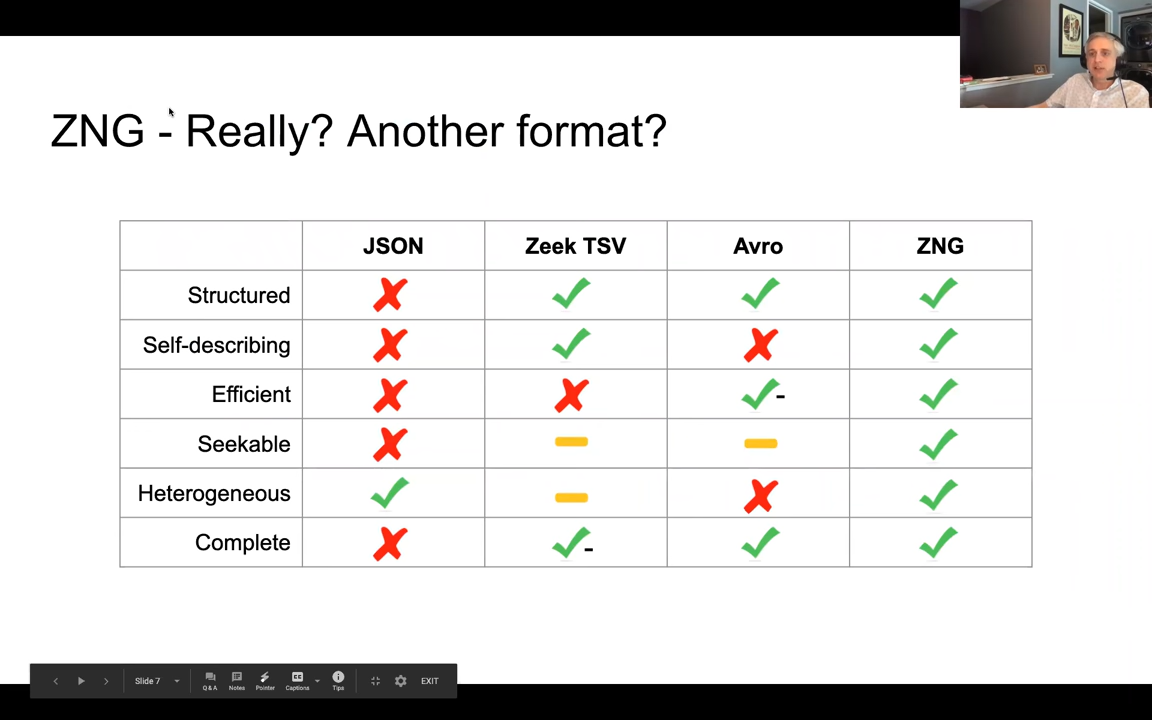 ZNG - Really? Another format?
JSON Zeek TSV Avro ZNG
Structured
Self-describing
Efficient -
Seekable
Heterogeneous
Complete -
Slide 7
Q&A Notes Pointer Captions Tips EXIT